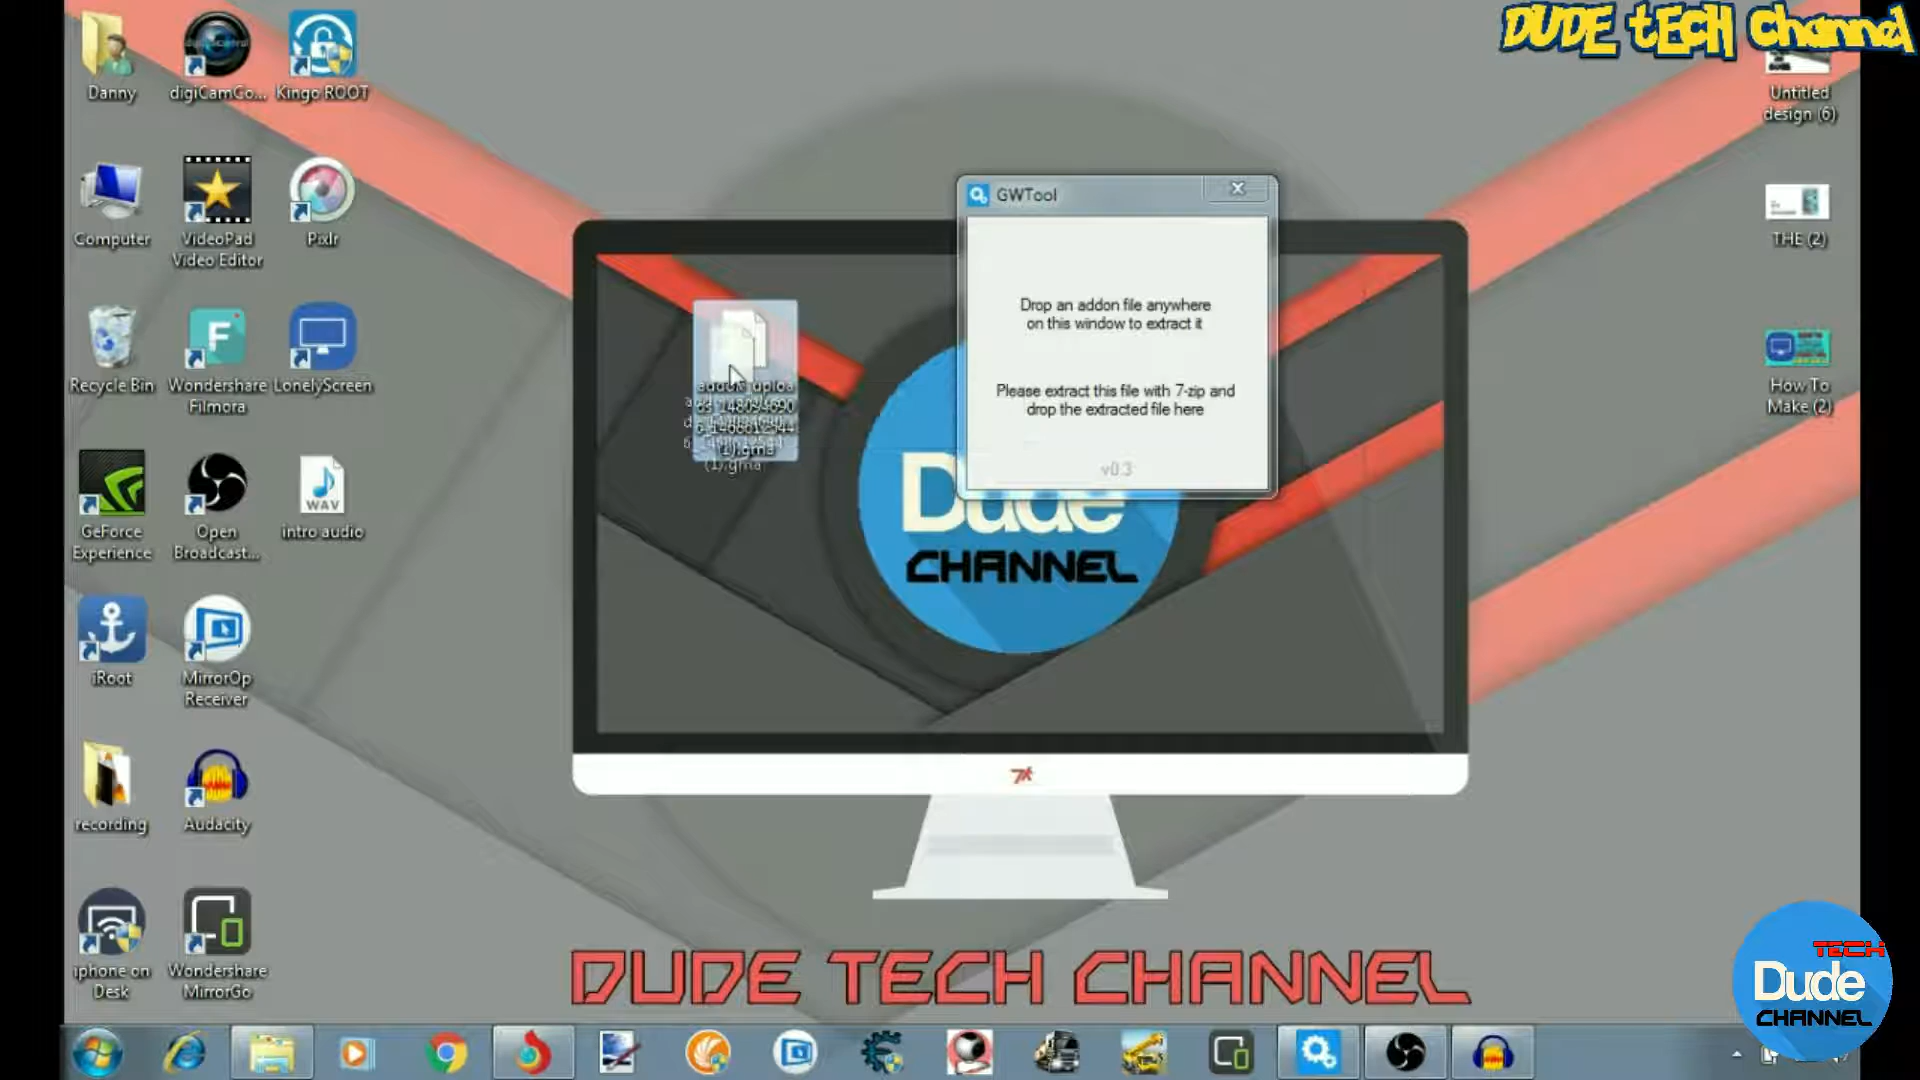 DUDE TECH Channel
Danny
digiCamCo...
Kingo ROOT
Untitled
design (6)
Computer
VideoPad
Video Editor
Pixlr
THE (2)
GWTool
Drop an addon file anywhere
on this window to extract it
Please extract this file with 7-zip and
drop the extracted file here
v0.3
(1).gma
Recycle Bin
Wondershare
Filmora
LonelyScreen
How To
Make (2)
GeForce
Experience
Open
Broadcast...
WAV
intro audio
Dude
CHANNEL
iRoot
MirrorOp
Receiver
recording
Audacity
iphone on
Desk
Wondershare
MirrorGo
DUDE TECH CHANNEL
TECH
Dude
CHANNEL